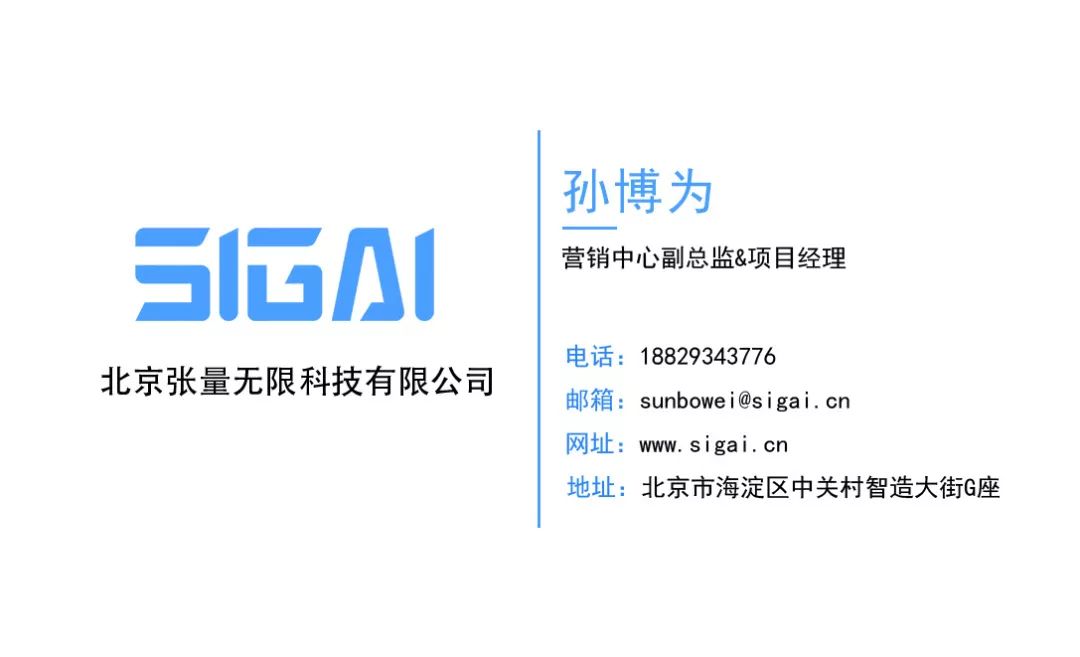 SIGAI
北京张量无限科技有限公司
孙博为
营销中心副总监&项目经理
电话：18829343776
邮箱：sunbowei@sigai.cn
网址：www.sigai.cn
地址：北京市海淀区中关村智造大街G座